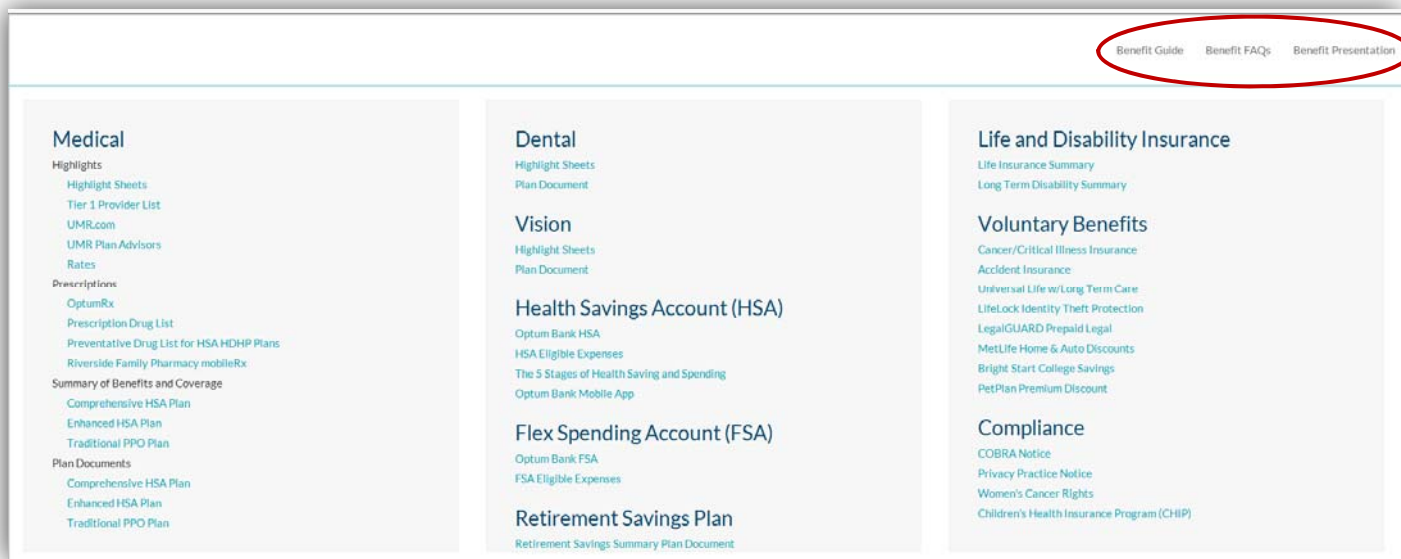 Benefit Guide Benefit FAQs Benefit Presentation
Medical
Highlights
Highlight Sheets
Tier 1 Provider List
UMR.com
UMR Plan Advisors
Rates
Prescriptions
OptumRx
Prescription Drug List
Preventative Drug List for HSA HDHP Plans
Riverside Family Pharmacy mobileRx
Summary of Benefits and Coverage
Comprehensive HSA Plan
Enhanced HSA Plan
Traditional PPO Plan
Plan Documents
Comprehensive HSA Plan
Enhanced HSA Plan
Traditional PPO Plan
Dental
Highlight Sheets
Plan Document
Vision
Highlight Sheets
Plan Document
Health Savings Account (HSA)
Optum Bank HSA
HSA Eligible Expenses
The 5 Stages of Health Saving and Spending
Optum Bank Mobile App
Flex Spending Account (FSA)
Optum Bank FSA
FSA Eligible Expenses
Retirement Savings Plan
Retirement Savings Summary Plan Document
Life and Disability Insurance
Life Insurance Summary
Long Term Disability Summary
Voluntary Benefits
Cancer/Critical Illness Insurance
Accident Insurance
Universal Life w/Long Term Care
LifeLock Identity Theft Protection
LegalGUARD Prepaid Legal
MetLife Home & Auto Discounts
Bright Start College Savings
PetPlan Premium Discount
Compliance
COBRA Notice
Privacy Practice Notice
Women's Cancer Rights
Children's Health Insurance Program (CHIP)